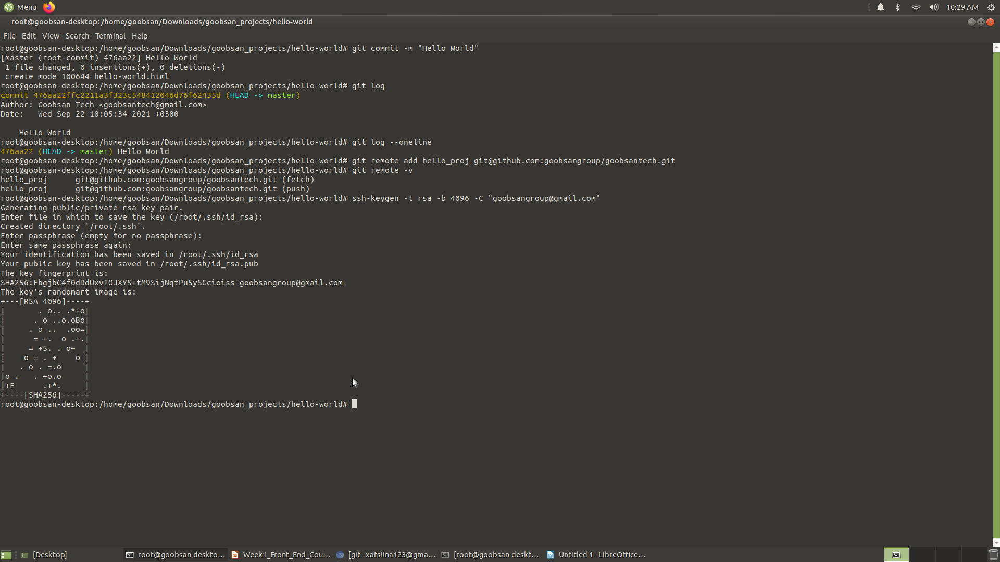 Menu 10:29 AM
root@goobsan-desktop: /home/goobsan/Downloads/goobsan_projects/hello-world
File Edit View Search Terminal Help
root@goobsan-desktop:/home/goobsan/Downloads/goobsan_projects/hello-world# git commit -m "Hello World"
[master (root-commit) 476aa22] Hello World
 1 file changed, 0 insertions(+), 0 deletions(-)
 create mode 100644 hello-world.html
root@goobsan-desktop:/home/goobsan/Downloads/goobsan_projects/hello-world# git log
commit 476aa22ffc2211a3f323c548412046d76f62435d (HEAD -> master)
Author: Goobsan Tech <goobsantech@gmail.com>
Date:   Wed Sep 22 10:05:34 2021 +0300
    Hello World
root@goobsan-desktop:/home/goobsan/Downloads/goobsan_projects/hello-world# git log --oneline
476aa22 (HEAD -> master) Hello World
root@goobsan-desktop:/home/goobsan/Downloads/goobsan_projects/hello-world# git remote add hello_proj git@github.com:goobsangroup/goobsantech.git
root@goobsan-desktop:/home/goobsan/Downloads/goobsan_projects/hello-world# git remote -v
hello_proj      git@github.com:goobsangroup/goobsantech.git (fetch)
hello_proj      git@github.com:goobsangroup/goobsantech.git (push)
root@goobsan-desktop:/home/goobsan/Downloads/goobsan_projects/hello-world# ssh-keygen -t rsa -b 4096 -C "goobsangroup@gmail.com"
Generating public/private rsa key pair.
Enter file in which to save the key (/root/.ssh/id_rsa):
Created directory '/root/.ssh'.
Enter passphrase (empty for no passphrase):
Enter same passphrase again:
Your identification has been saved in /root/.ssh/id_rsa
Your public key has been saved in /root/.ssh/id_rsa.pub
The key fingerprint is:
SHA256:FbgjbC4f0dDdUxvTOJXYS+tM9SijNqtPu5ySGcioiss goobsangroup@gmail.com
The key's randomart image is:
+---[RSA 4096]----+
|       . o.. .*+o|
|      . o ..o.oBo|
|     . o ..  .oo=|
|      = +.  o .+.|
|     = +S. . o+  |
|    o = . +    o |
|   . o . =.o     |
|o .   . +o.o     |
|+E      .+*.     |
+----[SHA256]-----+
root@goobsan-desktop:/home/goobsan/Downloads/goobsan_projects/hello-world#
[Desktop] root@goobsan-deskto... Week1_Front_End_Cou... [git - xafsiina123@gma... [root@goobsan-deskt... Untitled 1 - LibreOffice...